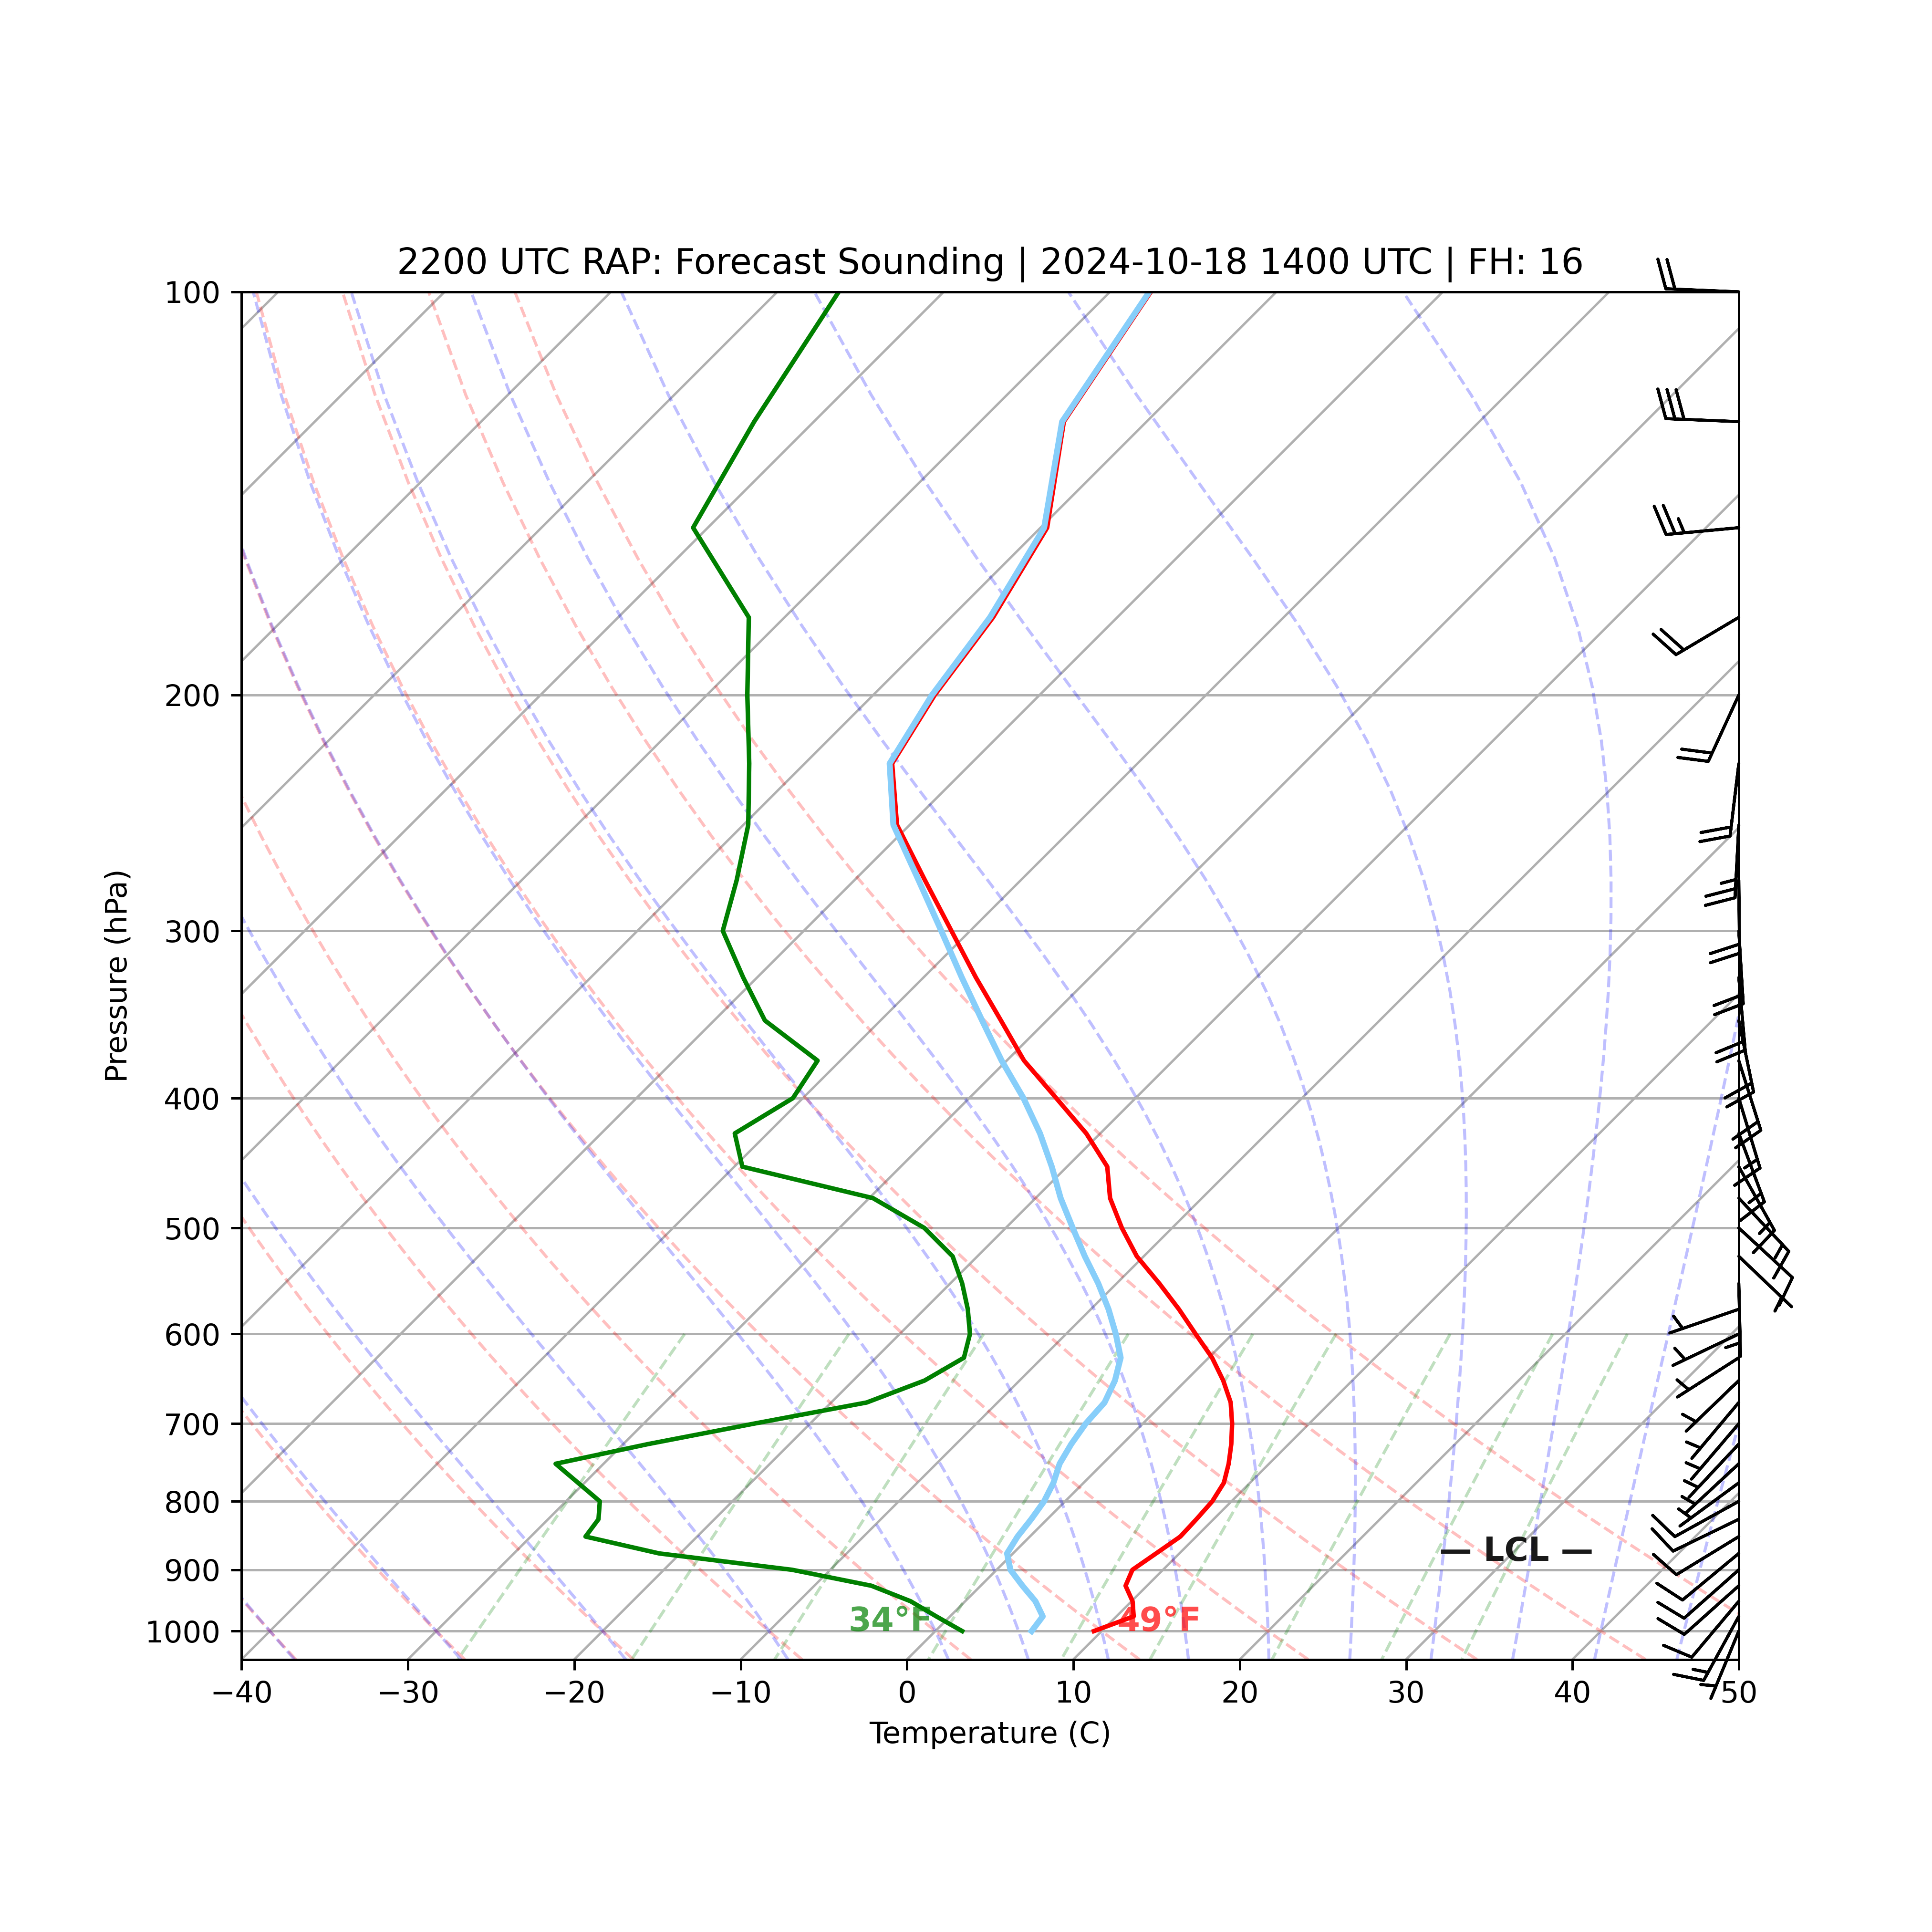 2200 UTC RAP: Forecast Sounding | 2024-10-18 1400 UTC | FH: 16
100
200
300
400
500
600
700
800
900
1000
Pressure (hPa)
— LCL —
34°F
49°F
−40 −30 −20 −10 0 10 20 30 40 50
Temperature (C)